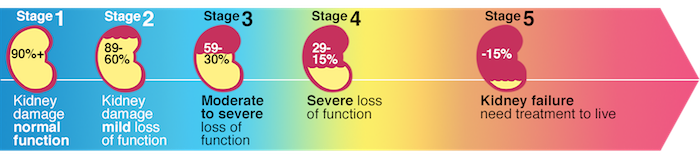 Stage 1
90%+
Kidney
damage
normal
function
Stage 2
89-
60%
Kidney
damage
mild loss
of function
Stage 3
59-
30%
Moderate
to severe
loss of
function
Stage 4
29-
15%
Severe loss
of function
Stage 5
-15%
Kidney failure
need treatment to live